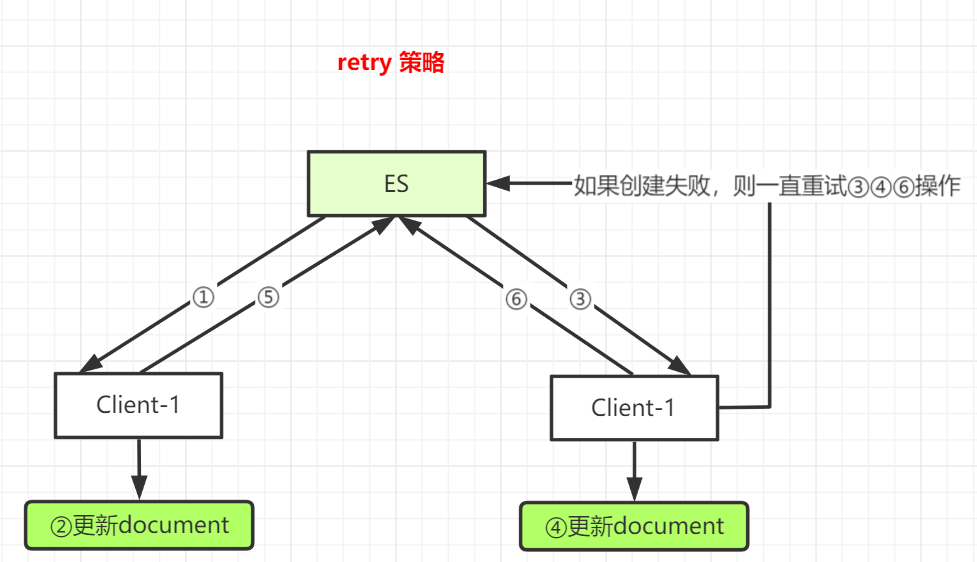 retry 策略
ES
如果创建失败，则一直重试③④⑥操作
①
⑤
⑥
③
Client-1
Client-1
②更新document
④更新document